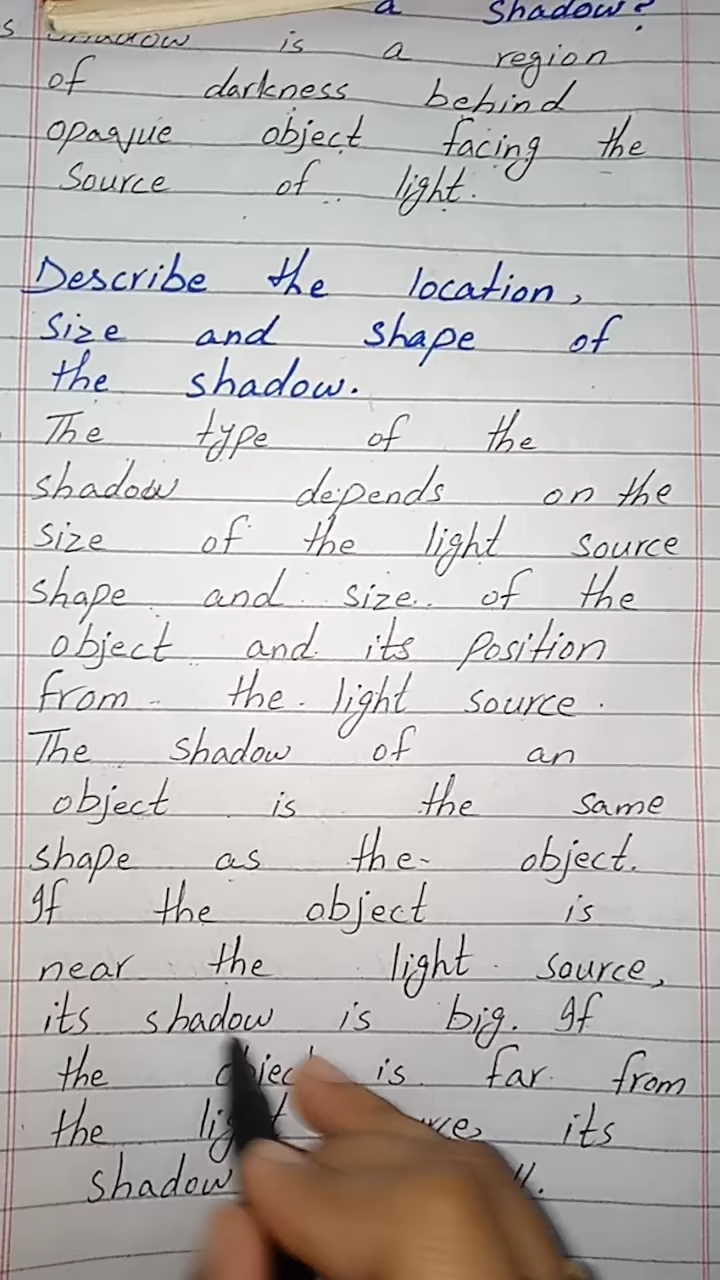 a Shadow?
is a region
of darkness behind
opaque object facing the
Source of light.
Describe the location,
size and shape of
the shadow.
The type of the
shadow depends on the
size of the light source
shape and size of the
object and its position
from the light source.
The shadow of an
object is the same
shape as the object.
If the object is
near the light source,
its shadow is big. If
the object is far from
the its
shadow